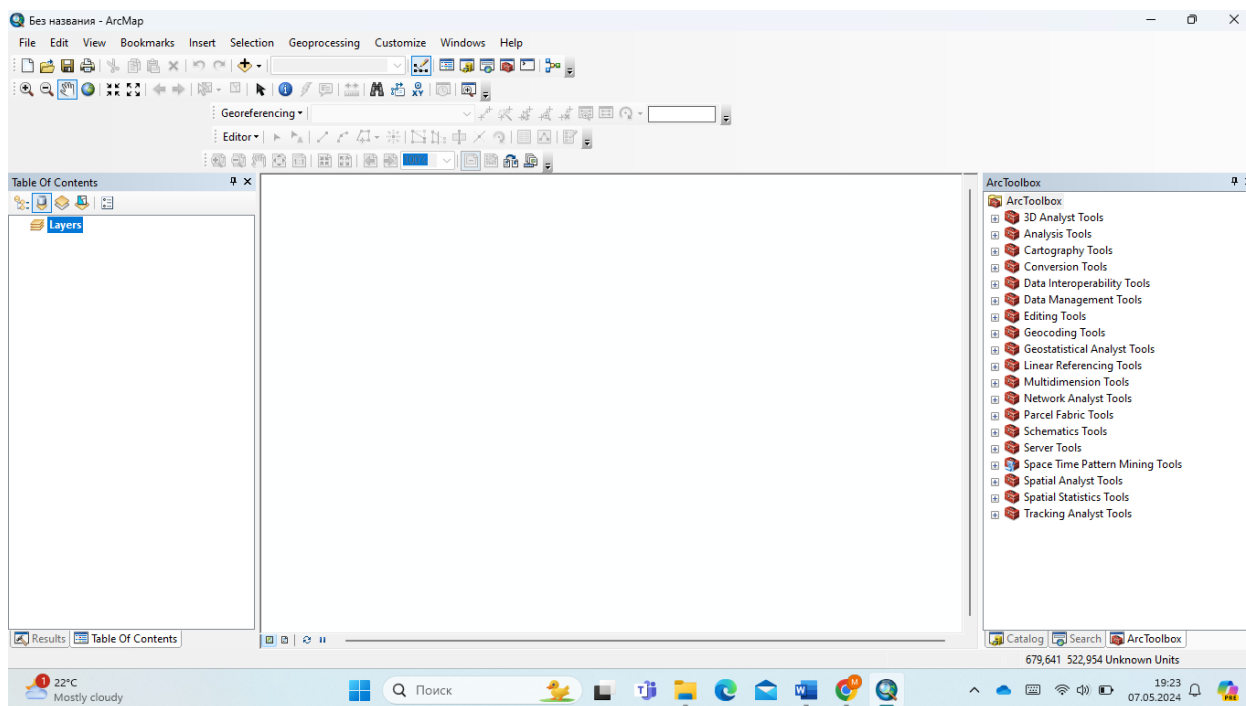 Без названия - ArcMap
File Edit View Bookmarks Insert Selection Geoprocessing Customize Windows Help
Georeferencing
Editor
100%
Table Of Contents
Layers
Results Table Of Contents
ArcToolbox
ArcToolbox
3D Analyst Tools
Analysis Tools
Cartography Tools
Conversion Tools
Data Interoperability Tools
Data Management Tools
Editing Tools
Geocoding Tools
Geostatistical Analyst Tools
Linear Referencing Tools
Multidimension Tools
Network Analyst Tools
Parcel Fabric Tools
Schematics Tools
Server Tools
Space Time Pattern Mining Tools
Spatial Analyst Tools
Spatial Statistics Tools
Tracking Analyst Tools
Catalog Search ArcToolbox
679,641 522,954 Unknown Units
1
22°C
Mostly cloudy
Поиск
19:23
07.05.2024
PRE